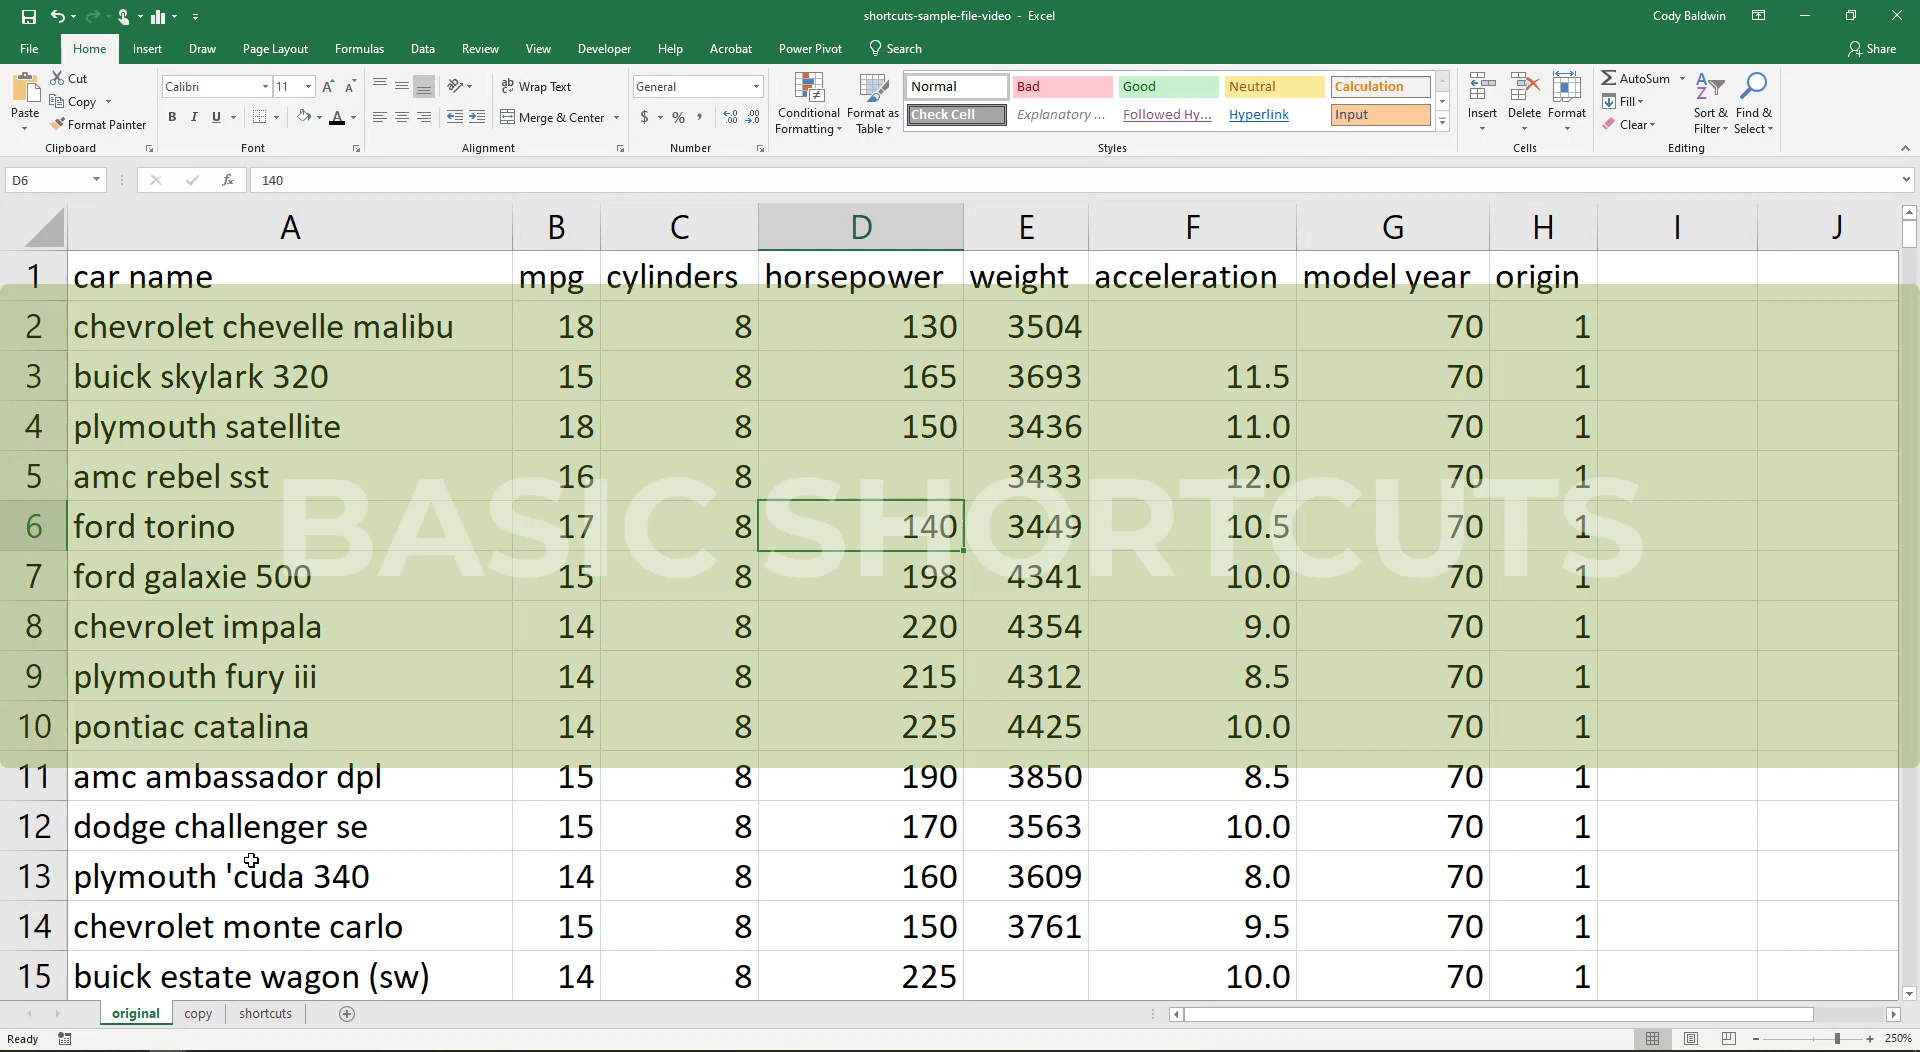 shortcuts-sample-file-video - Excel
Cody Baldwin
File Home Insert Draw Page Layout Formulas Data Review View Developer Help Acrobat Power Pivot Search Share
Paste
Cut
Copy
Format Painter
Clipboard
Calibri 11
B I U A
Font
Wrap Text
Merge & Center
Alignment
General
$ % ,
Number
Conditional Formatting
Format as Table
Normal Bad Good Neutral Calculation
Check Cell Explanatory ... Followed Hy... Hyperlink Input
Styles
Insert Delete Format
Cells
AutoSum
Fill
Clear
Sort & Filter
Find & Select
Editing
D6 fx 140
A B C D E F G H I J
1 car name mpg cylinders horsepower weight acceleration model year origin
2 chevrolet chevelle malibu 18 8 130 3504 70 1
3 buick skylark 320 15 8 165 3693 11.5 70 1
4 plymouth satellite 18 8 150 3436 11.0 70 1
5 amc rebel sst 16 8 3433 12.0 70 1
BASIC SHORTCUTS
6 ford torino 17 8 140 3449 10.5 70 1
7 ford galaxie 500 15 8 198 4341 10.0 70 1
8 chevrolet impala 14 8 220 4354 9.0 70 1
9 plymouth fury iii 14 8 215 4312 8.5 70 1
10 pontiac catalina 14 8 225 4425 10.0 70 1
11 amc ambassador dpl 15 8 190 3850 8.5 70 1
12 dodge challenger se 15 8 170 3563 10.0 70 1
13 plymouth 'cuda 340 14 8 160 3609 8.0 70 1
14 chevrolet monte carlo 15 8 150 3761 9.5 70 1
15 buick estate wagon (sw) 14 8 225 10.0 70 1
original copy shortcuts
Ready
250%